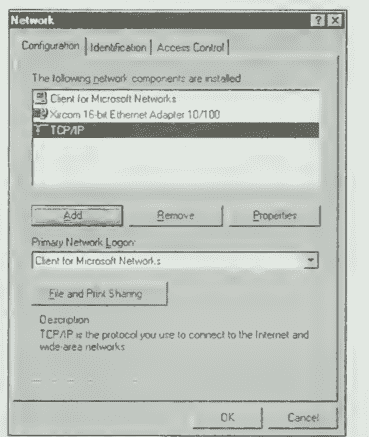 Network
Configuration Identification Access Control
The following network components are installed
Client for Microsoft Networks
Xircom 16-bit Ethernet Adapter 10/100
TCP/IP
Add Remove Properties
Primary Network Logon:
Client for Microsoft Networks
File and Print Sharing
Description
TCP/IP is the protocol you use to connect to the Internet and
wide-area networks
OK Cancel